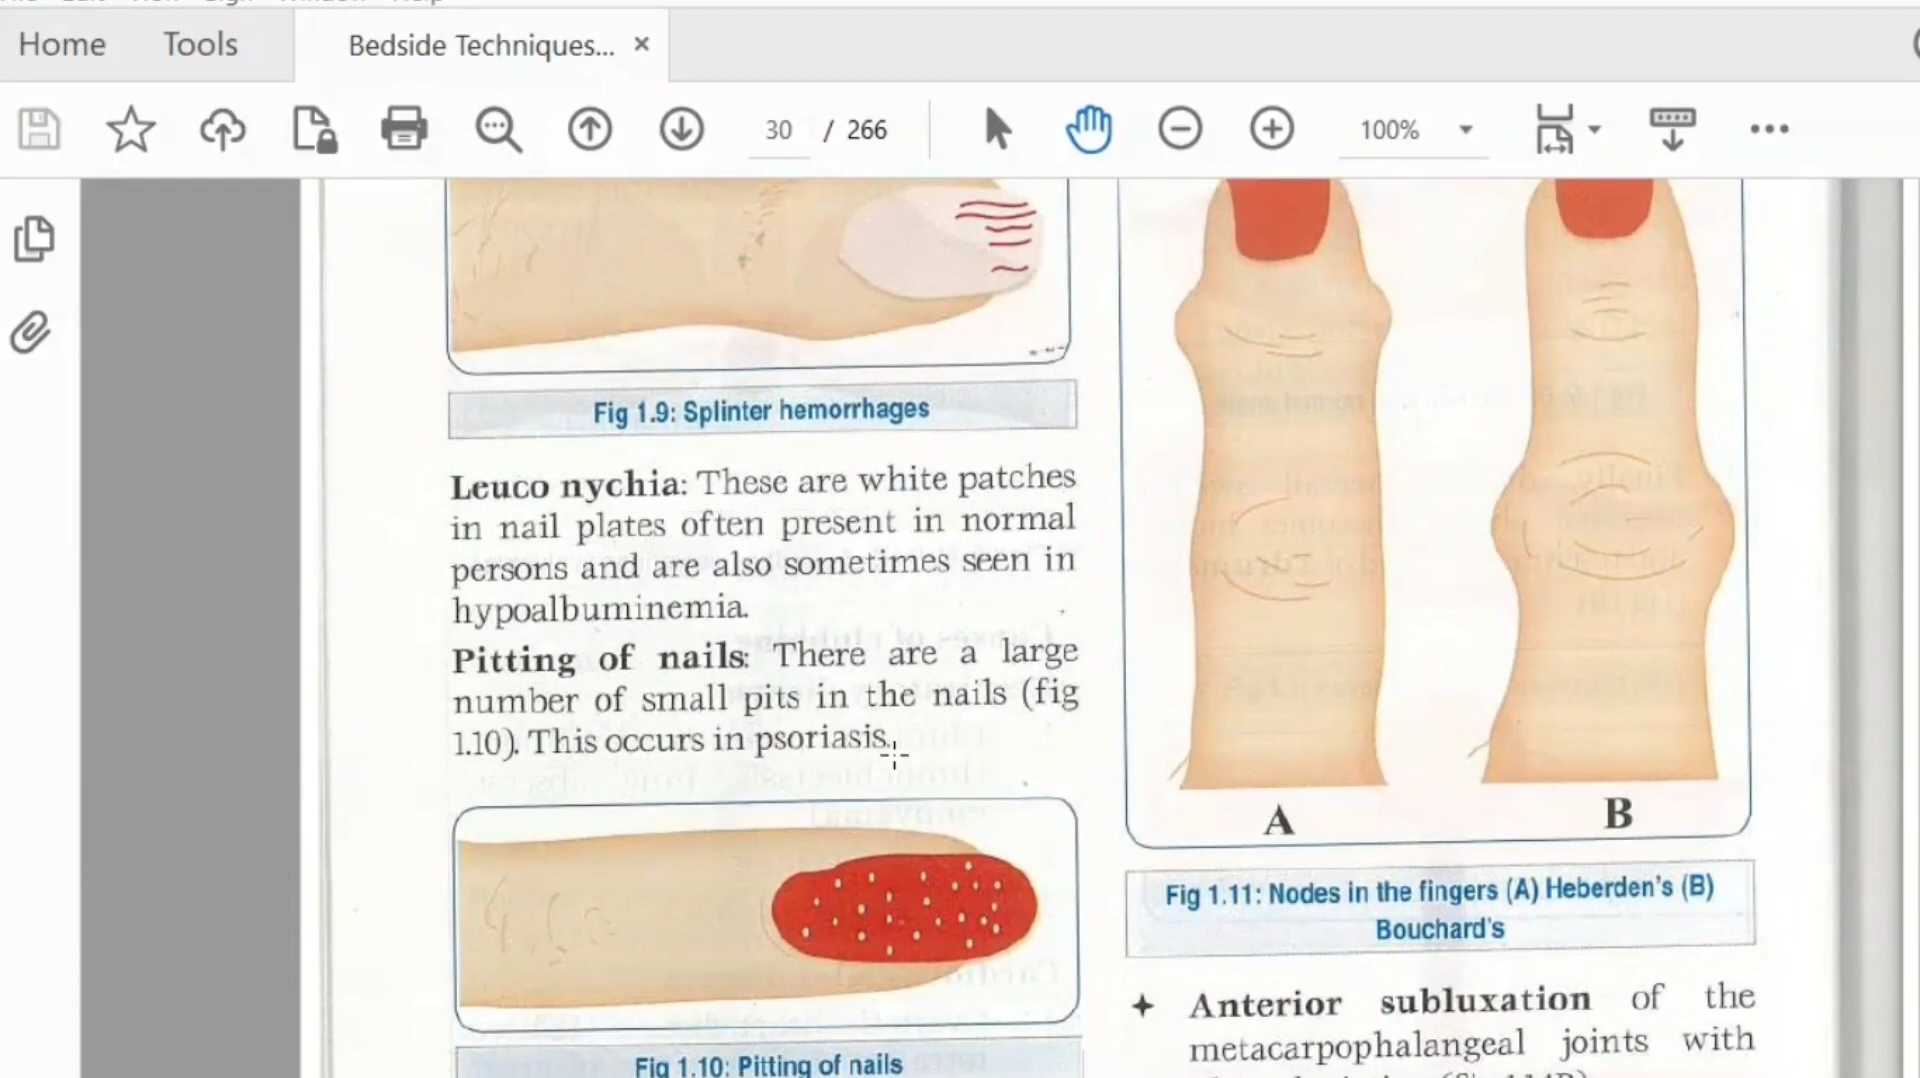 Home Tools Bedside Techniques... ×
30 / 266 100%
Fig 1.9: Splinter hemorrhages
Leuco nychia: These are white patches
in nail plates often present in normal
persons and are also sometimes seen in
hypoalbuminemia.
Pitting of nails: There are a large
number of small pits in the nails (fig
1.10). This occurs in psoriasis.
Fig 1.10: Pitting of nails
A B
Fig 1.11: Nodes in the fingers (A) Heberden's (B)
Bouchard's
Anterior subluxation of the
metacarpophalangeal joints with